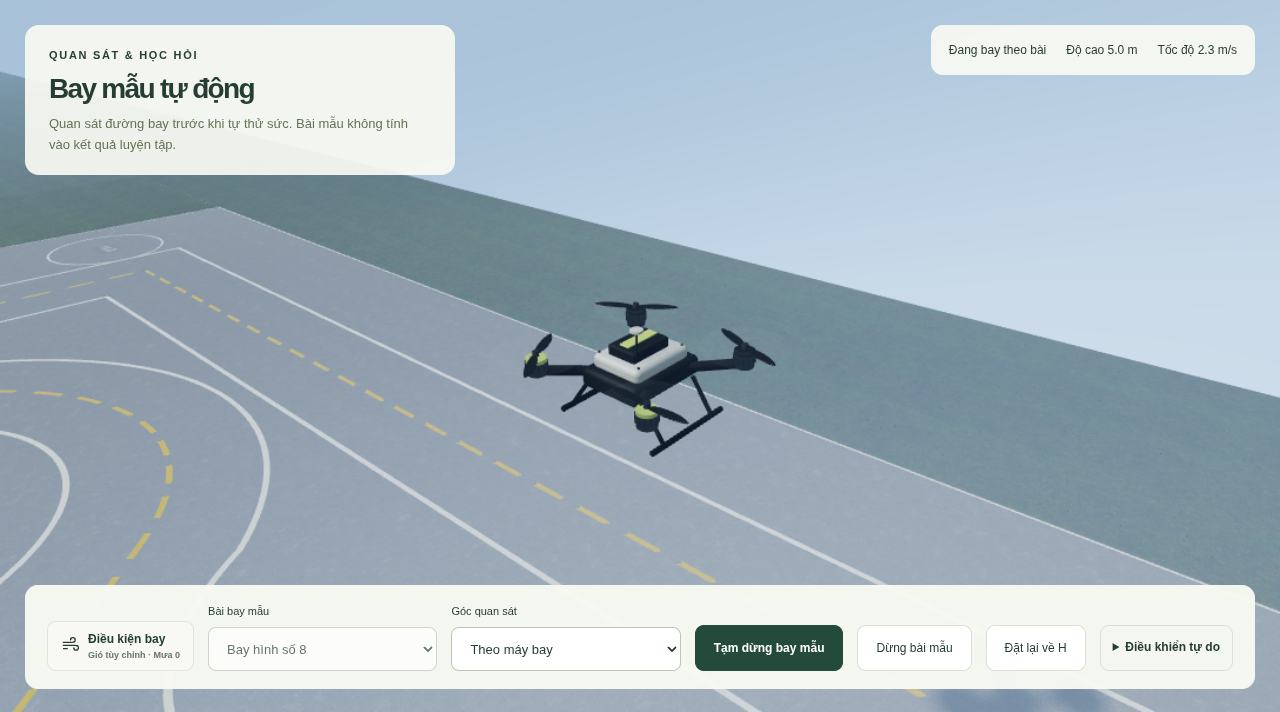 QUAN SÁT & HỌC HỎI
Bay mẫu tự động
Quan sát đường bay trước khi tự thử sức. Bài mẫu không tính
vào kết quả luyện tập.
Đang bay theo bài Độ cao 5.0 m Tốc độ 2.3 m/s
Điều kiện bay
Gió tùy chỉnh · Mưa 0
Bài bay mẫu
Bay hình số 8
Góc quan sát
Theo máy bay
Tạm dừng bay mẫu
Dừng bài mẫu
Đặt lại về H
Điều khiển tự do